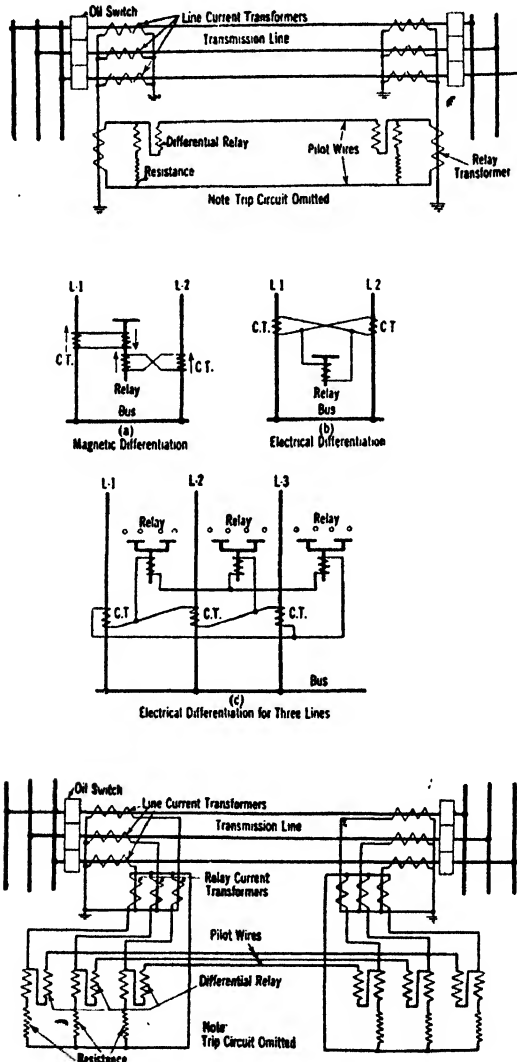 Oil Switch
Line Current Transformers
Transmission Line
Differential Relay
Pilot Wires
Resistance
Relay
Transformer
Note Trip Circuit Omitted
L-1
L-2
L 1
L 2
C.T.
C.T.
C.T.
C T
Relay
Relay
Bus
Bus
(a)
(b)
Magnetic Differentiation
Electrical Differentiation
L-1
L-2
L-3
Relay
Relay
Relay
C.T
C.T.
C.T.
Bus
(c)
Electrical Differentiation for Three Lines
Oil Switch
Line Current Transformers
Transmission Line
Relay Current
Transformers
Pilot Wires
Differential Relay
Note
Trip Circuit Omitted
Resistance